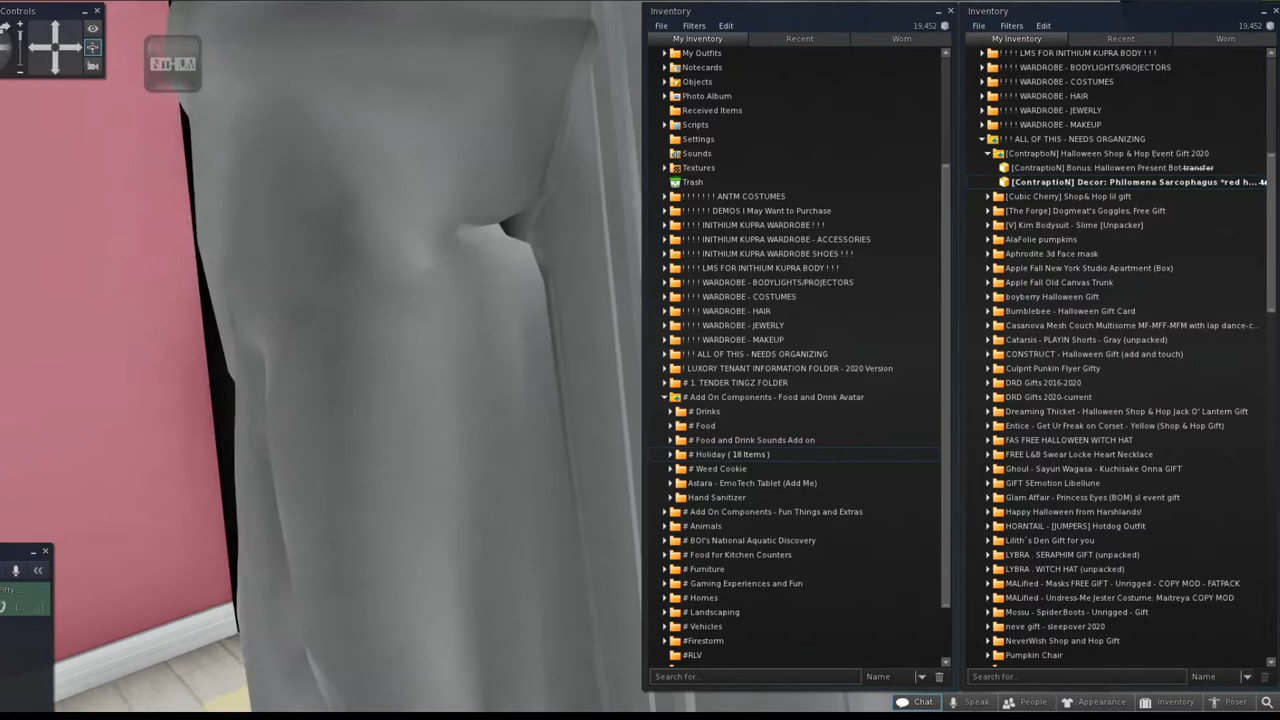 Controls
INITHIUM
Inventory
File Filters Edit
19,452
My Inventory Recent Worn
My Outfits
Notecards
Objects
Photo Album
Received Items
Scripts
Settings
Sounds
Textures
Trash
! ! ! ! ! ! ! ANTM COSTUMES
! ! ! ! ! ! DEMOS I May Want to Purchase
! ! ! ! INITHIUM KUPRA WARDROBE ! ! !
! ! ! ! INITHIUM KUPRA WARDROBE - ACCESSORIES
! ! ! ! INITHIUM KUPRA WARDROBE SHOES ! ! !
! ! ! ! LMS FOR INITHIUM KUPRA BODY ! ! !
! ! ! ! WARDROBE - BODYLIGHTS/PROJECTORS
! ! ! ! WARDROBE - COSTUMES
! ! ! ! WARDROBE - HAIR
! ! ! ! WARDROBE - JEWERLY
! ! ! ! WARDROBE - MAKEUP
! ! ! ALL OF THIS - NEEDS ORGANIZING
! LUXORY TENANT INFORMATION FOLDER - 2020 Version
# 1. TENDER TINGZ FOLDER
# Add On Components - Food and Drink Avatar
# Drinks
# Food
# Food and Drink Sounds Add on
# Holiday ( 18 Items )
# Weed Cookie
Astara - EmoTech Tablet (Add Me)
Hand Sanitizer
# Add On Components - Fun Things and Extras
# Animals
# BOI's National Aquatic Discovery
# Food for Kitchen Counters
# Furniture
# Gaming Experiences and Fun
# Homes
# Landscaping
# Vehicles
#Firestorm
#RLV
Search for...
Name
Inventory
File Filters Edit
19,452
My Inventory Recent Worn
! ! ! ! LMS FOR INITHIUM KUPRA BODY ! ! !
! ! ! ! WARDROBE - BODYLIGHTS/PROJECTORS
! ! ! ! WARDROBE - COSTUMES
! ! ! ! WARDROBE - HAIR
! ! ! ! WARDROBE - JEWERLY
! ! ! ! WARDROBE - MAKEUP
! ! ! ALL OF THIS - NEEDS ORGANIZING
[ContraptioN] Halloween Shop & Hop Event Gift 2020
[ContraptioN] Bonus: Halloween Present Bot transfer
[ContraptioN] Decor: Philomena Sarcophagus *red h...
[Cubic Cherry] Shop& Hop lil gift
[The Forge] Dogmeat's Goggles, Free Gift
[V] Kim Bodysuit - Slime [Unpacker]
AlaFolie pumpkins
Aphrodite 3d Face mask
Apple Fall New York Studio Apartment (Box)
Apple Fall Old Canvas Trunk
boyberry Halloween Gift
Bumblebee - Halloween Gift Card
Casanova Mesh Couch Multisome MF-MFF-MFM with lap dance-c...
Catarsis - PLAYIN Shorts - Gray (unpacked)
CONSTRUCT - Halloween Gift (add and touch)
Culprit Punkin Flyer Gifty
DRD Gifts 2016-2020
DRD Gifts 2020-current
Dreaming Thicket - Halloween Shop & Hop Jack O' Lantern Gift
Entice - Get Ur Freak on Corset - Yellow (Shop & Hop Gift)
FAS FREE HALLOWEEN WITCH HAT
FREE L&B Swear Locke Heart Necklace
Ghoul - Sayuri Wagasa - Kuchisake Onna GIFT
GIFT SEmotion Libellune
Glam Affair - Princess Eyes (BOM) sl event gift
Happy Halloween from Harshlands!
HORNTAIL - [JUMPERS] Hotdog Outfit
Lilith`s Den Gift for you
LYBRA . SERAPHIM GIFT (unpacked)
LYBRA . WITCH HAT (unpacked)
MALified - Masks FREE GIFT - Unrigged - COPY MOD - FATPACK
MALified - Undress-Me Jester Costume: Maitreya COPY MOD
Mossu - Spider.Boots - Unrigged - Gift
neve gift - sleepover 2020
NeverWish Shop and Hop Gift
Pumpkin Chair
Search for...
Name
Chat Speak People Appearance Inventory Poser